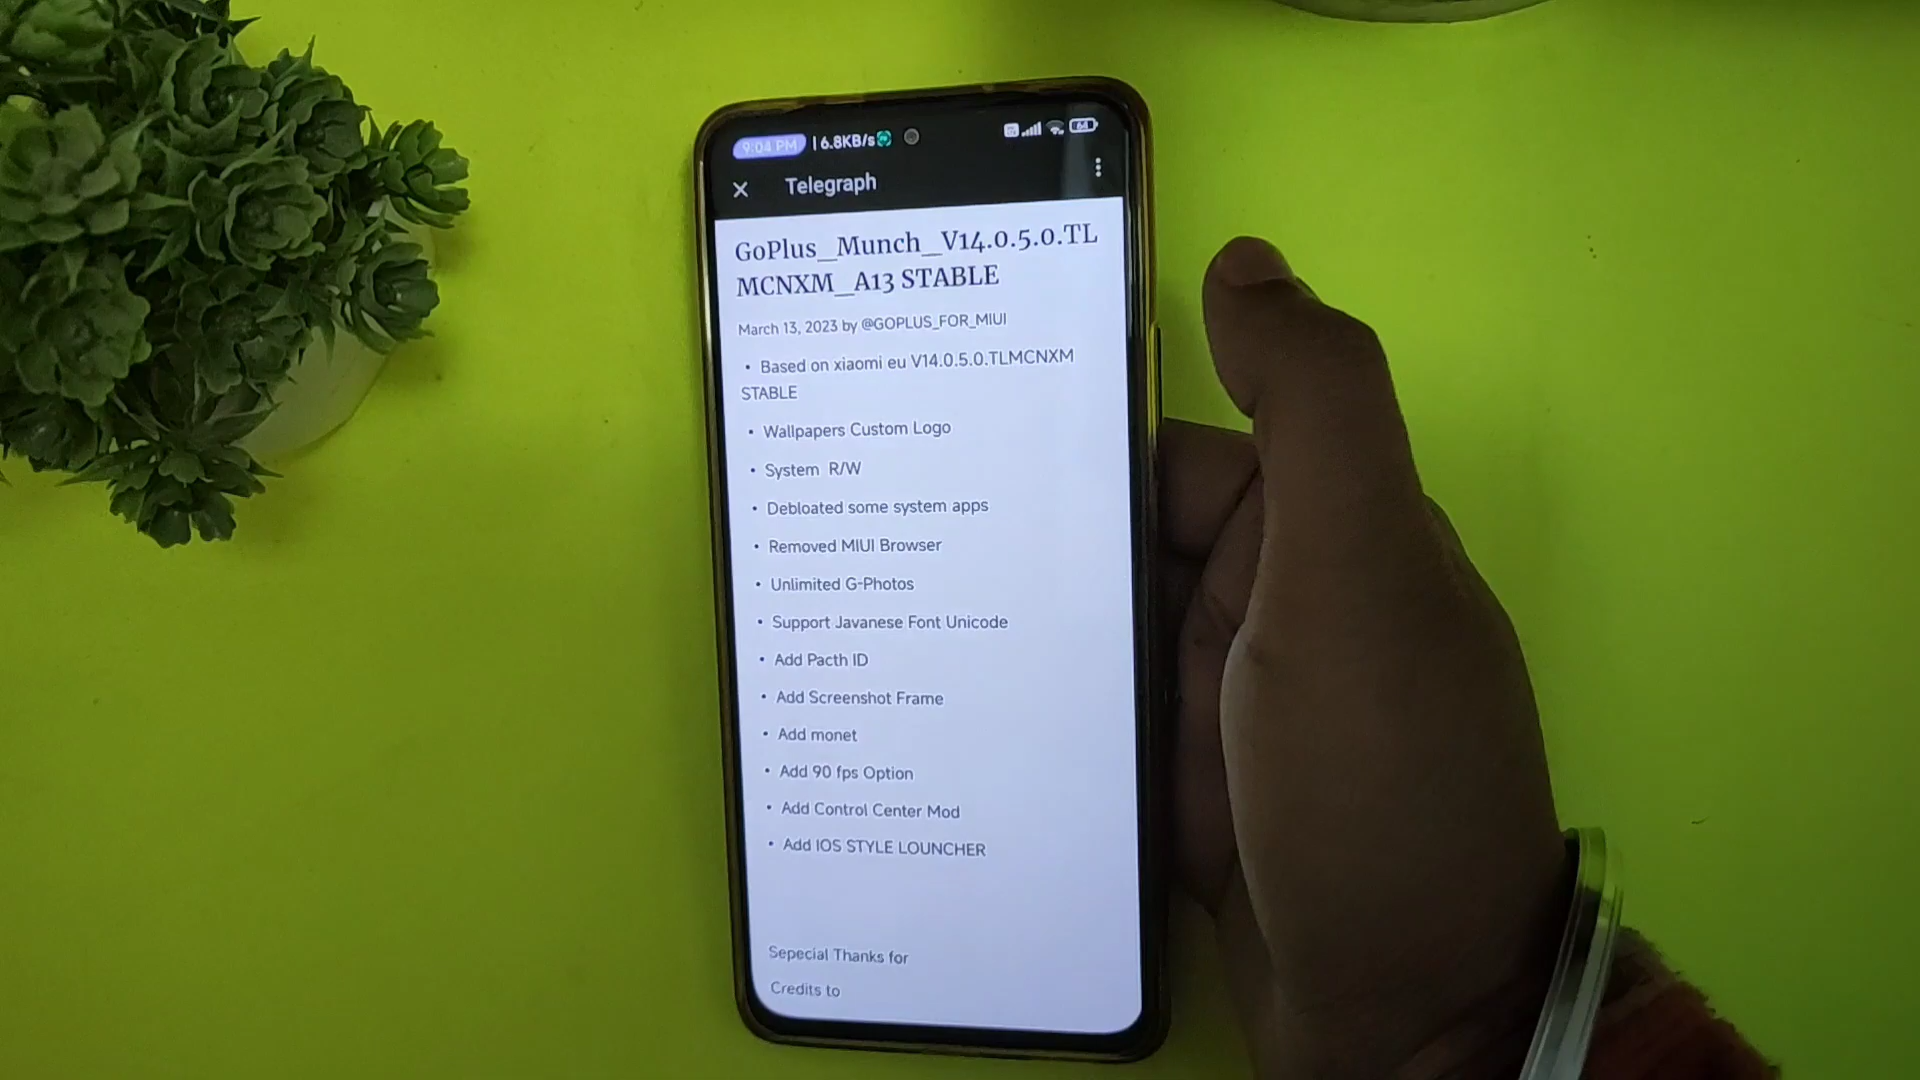 9:04 PM | 6.8KB/s 64
Telegraph
GoPlus_Munch_V14.0.5.0.TL
MCNXM_A13 STABLE
March 13, 2023 by @GOPLUS_FOR_MIUI
• Based on xiaomi eu V14.0.5.0.TLMCNXM
STABLE
• Wallpapers Custom Logo
• System R/W
• Debloated some system apps
• Removed MIUI Browser
• Unlimited G-Photos
• Support Javanese Font Unicode
• Add Pacth ID
• Add Screenshot Frame
• Add monet
• Add 90 fps Option
• Add Control Center Mod
• Add IOS STYLE LOUNCHER
Sepecial Thanks for
Credits to